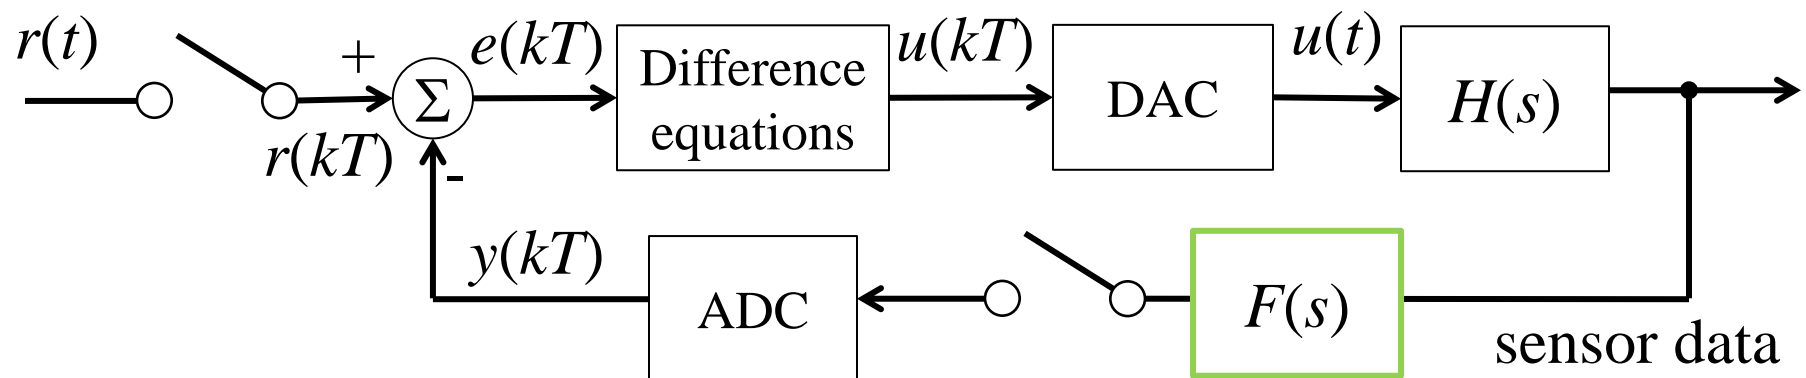 r(t)
+
Σ
e(kT)
Difference
equations
u(kT)
DAC
u(t)
H(s)
r(kT)
-
y(kT)
ADC
F(s)
sensor data